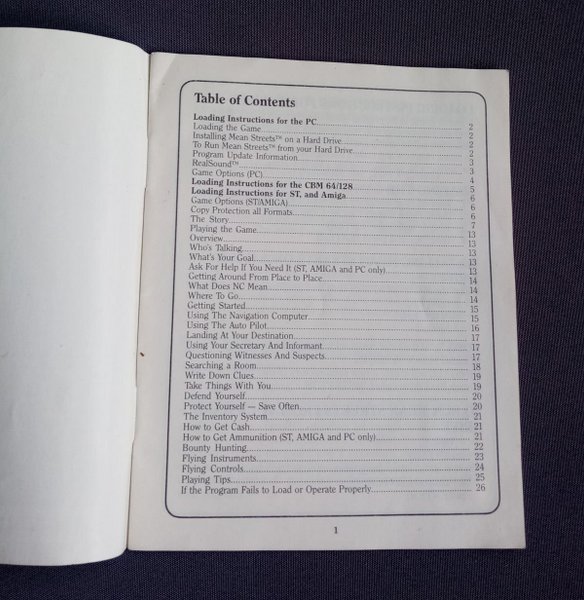 Table of Contents
Loading Instructions for the PC 2
Loading the Game 2
Installing Mean Streets™ on a Hard Drive 2
To Run Mean Streets™ from your Hard Drive 2
Program Update Information 3
RealSound™ 3
Game Options (PC) 4
Loading Instructions for the CBM 64/128 5
Loading Instructions for ST, and Amiga 6
Game Options (ST/AMIGA) 6
Copy Protection all Formats 6
The Story 7
Playing the Game 13
Overview 13
Who's Talking 13
What's Your Goal 13
Ask For Help If You Need It (ST, AMIGA and PC only) 13
Getting Around From Place to Place 14
What Does NC Mean 14
Where To Go 14
Getting Started 15
Using The Navigation Computer 15
Using The Auto Pilot 16
Landing At Your Destination 17
Using Your Secretary And Informant 17
Questioning Witnesses And Suspects 17
Searching a Room 18
Write Down Clues 19
Take Things With You 19
Defend Yourself 20
Protect Yourself — Save Often 20
The Inventory System 21
How to Get Cash 21
How to Get Ammunition (ST, AMIGA and PC only) 21
Bounty Hunting 22
Flying Instruments 23
Flying Controls 24
Playing Tips 25
If the Program Fails to Load or Operate Properly 26
1